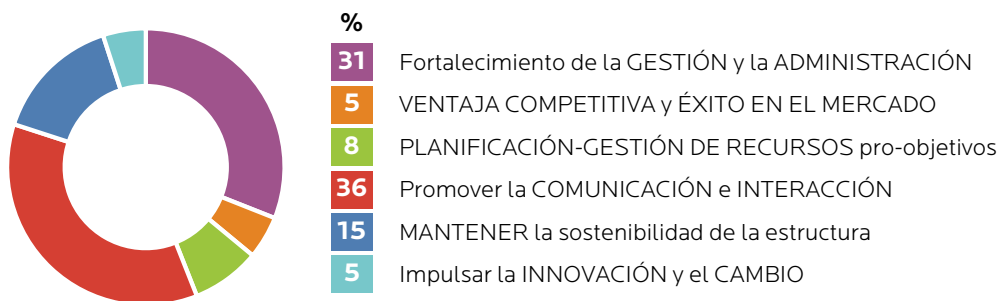 %
31 Fortalecimiento de la GESTIÓN y la ADMINISTRACIÓN
5 VENTAJA COMPETITIVA y ÉXITO EN EL MERCADO
8 PLANIFICACIÓN-GESTIÓN DE RECURSOS pro-objetivos
36 Promover la COMUNICACIÓN e INTERACCIÓN
15 MANTENER la sostenibilidad de la estructura
5 Impulsar la INNOVACIÓN y el CAMBIO